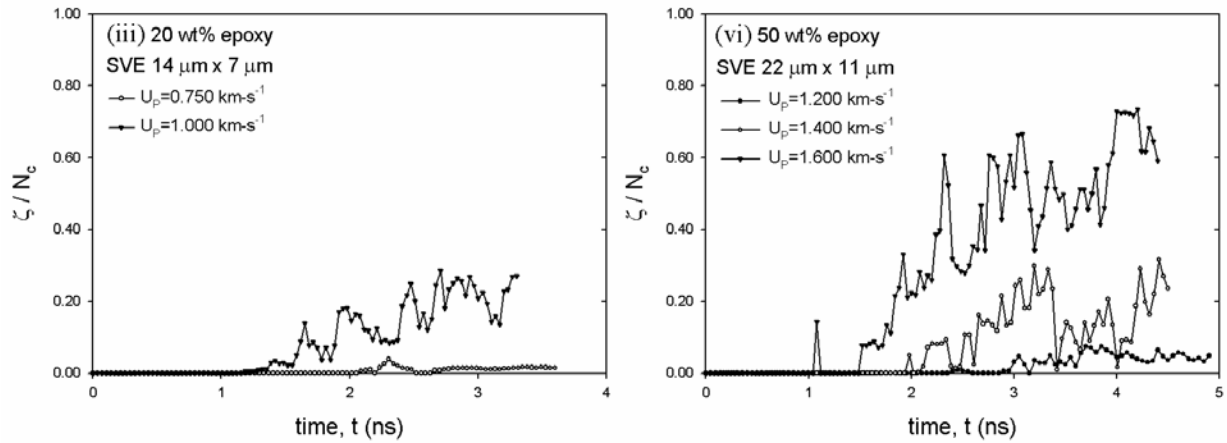 (iii) 20 wt% epoxy
SVE 14 μm x 7 μm
U_P=0.750 km-s⁻¹
U_P=1.000 km-s⁻¹
ζ / N_c
1.00
0.80
0.60
0.40
0.20
0.00
0 1 2 3 4
time, t (ns)
(vi) 50 wt% epoxy
SVE 22 μm x 11 μm
U_P=1.200 km-s⁻¹
U_P=1.400 km-s⁻¹
U_P=1.600 km-s⁻¹
ζ / N_c
1.00
0.80
0.60
0.40
0.20
0.00
0 1 2 3 4 5
time, t (ns)